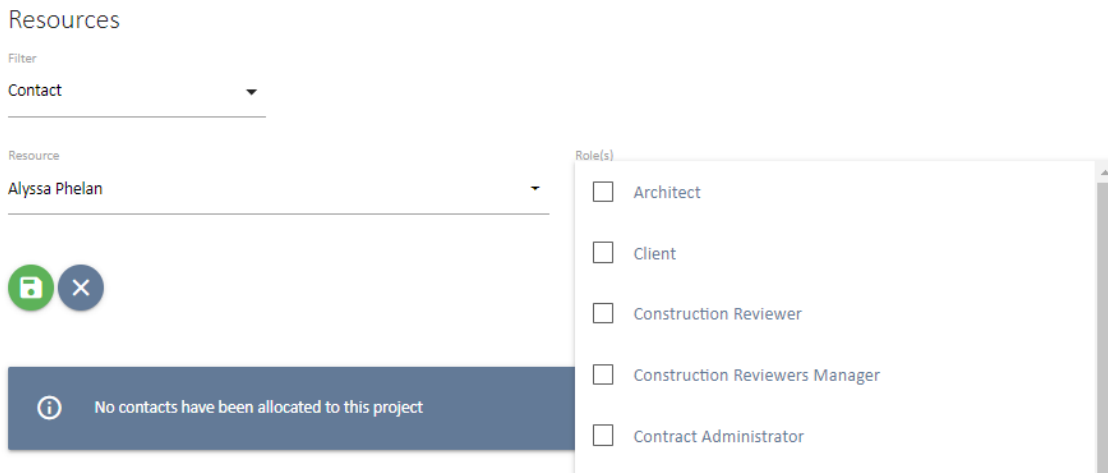 Resources
Filter
Contact
Resource
Alyssa Phelan
Role(s)
Architect
Client
Construction Reviewer
Construction Reviewers Manager
Contract Administrator
No contacts have been allocated to this project